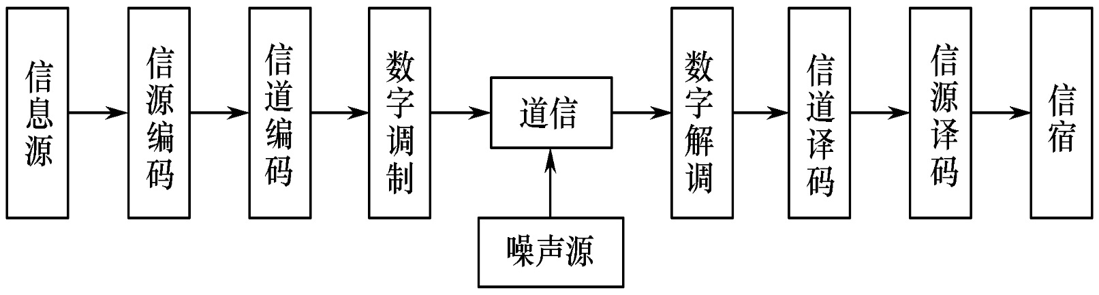 信息源
信源编码
信道编码
数字调制
道信
数字解调
信道译码
信源译码
信宿
噪声源